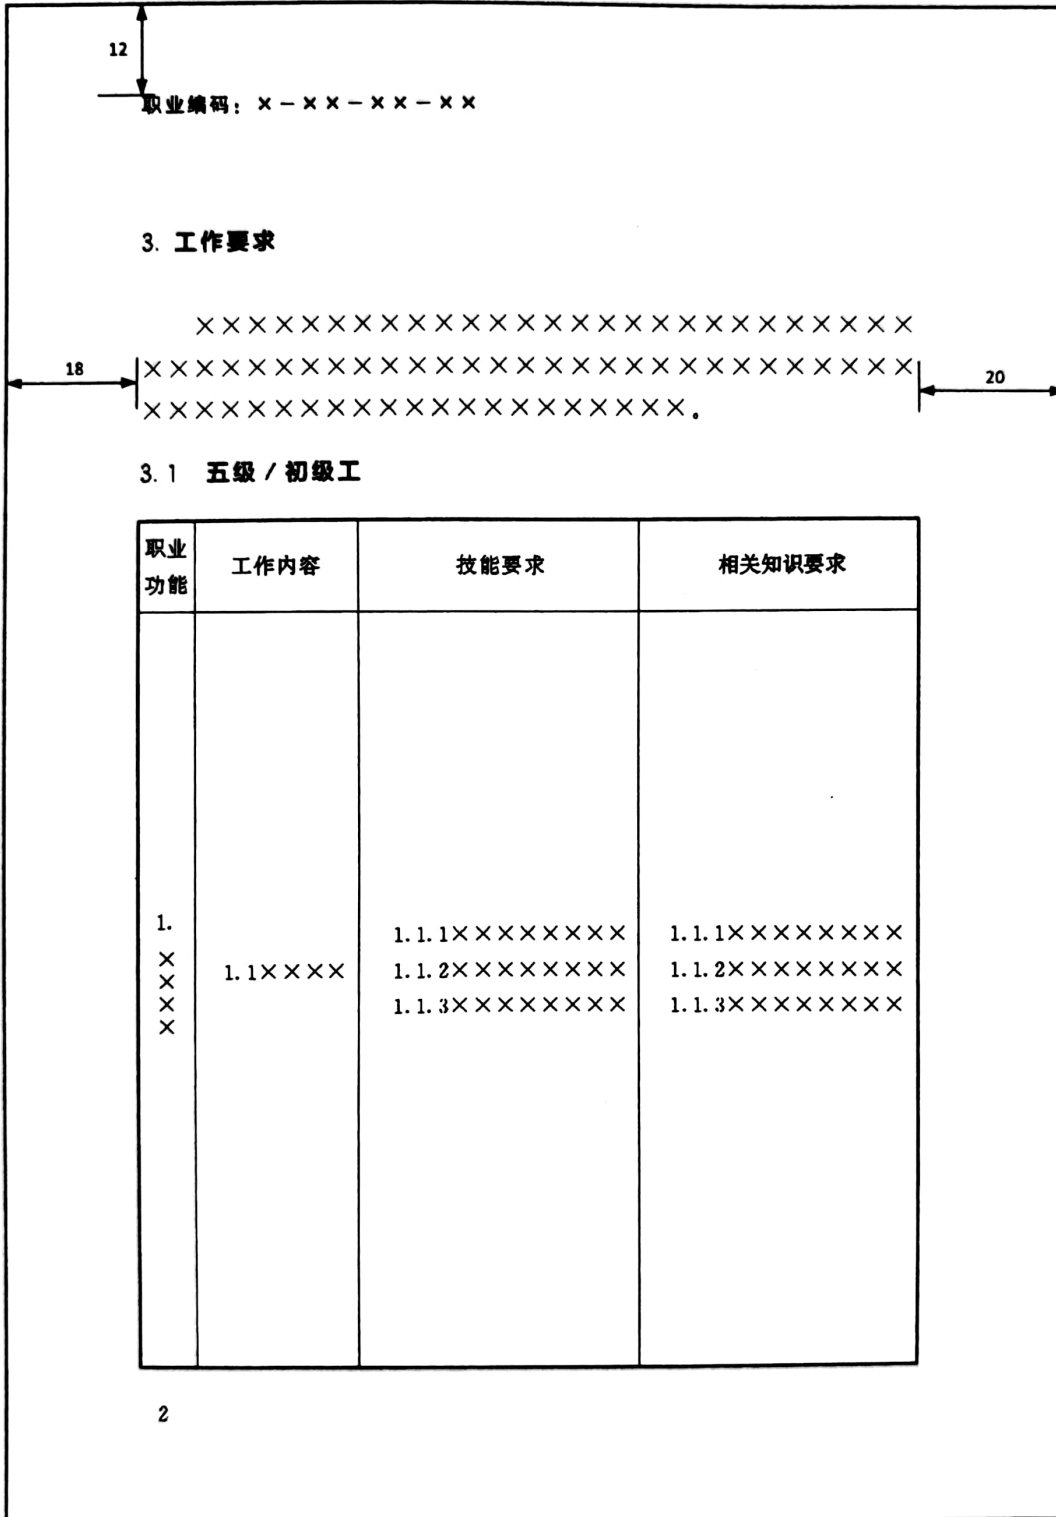 12
职业编码：×－××－××－××
3. 工作要求
××××××××××××××××××××××××××××
18
××××××××××××××××××××××××××××××
20
×××××××××××××××××××××。
3.1 五级/初级工
职业
功能
工作内容
技能要求
相关知识要求
1.
×
×
×
×
1.1××××
1.1.1××××××××
1.1.2××××××××
1.1.3××××××××
1.1.1××××××××
1.1.2××××××××
1.1.3××××××××
2